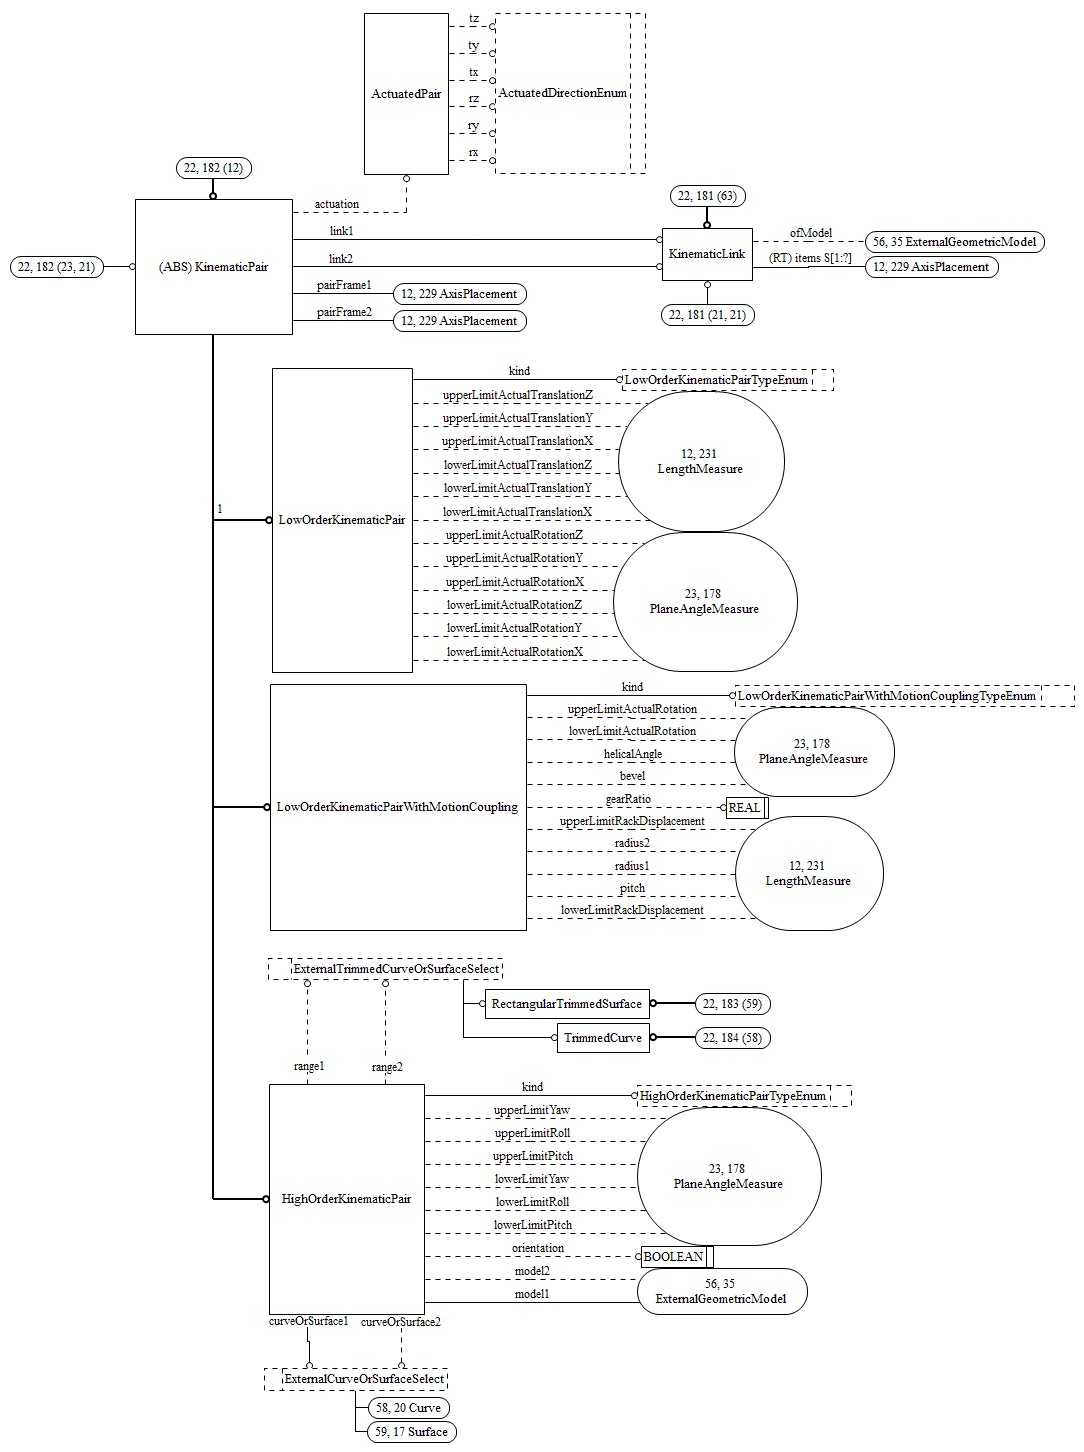 tz
ty
tx
rz
ry
rx
ActuatedPair
ActuatedDirectionEnum
22, 182 (12)
actuation
link1
link2
pairFrame1
pairFrame2
22, 182 (23, 21)
(ABS) KinematicPair
12, 229 AxisPlacement
12, 229 AxisPlacement
22, 181 (63)
KinematicLink
ofModel
(RT) items S[1:?]
56, 35 ExternalGeometricModel
12, 229 AxisPlacement
22, 181 (21, 21)
1
LowOrderKinematicPair
kind
LowOrderKinematicPairTypeEnum
upperLimitActualTranslationZ
upperLimitActualTranslationY
upperLimitActualTranslationX
lowerLimitActualTranslationZ
lowerLimitActualTranslationY
lowerLimitActualTranslationX
12, 231
LengthMeasure
upperLimitActualRotationZ
upperLimitActualRotationY
upperLimitActualRotationX
lowerLimitActualRotationZ
lowerLimitActualRotationY
lowerLimitActualRotationX
23, 178
PlaneAngleMeasure
LowOrderKinematicPairWithMotionCoupling
kind
LowOrderKinematicPairWithMotionCouplingTypeEnum
upperLimitActualRotation
lowerLimitActualRotation
helicalAngle
bevel
23, 178
PlaneAngleMeasure
gearRatio
REAL
upperLimitRackDisplacement
radius2
radius1
pitch
lowerLimitRackDisplacement
12, 231
LengthMeasure
ExternalTrimmedCurveOrSurfaceSelect
RectangularTrimmedSurface
22, 183 (59)
TrimmedCurve
22, 184 (58)
range1
range2
HighOrderKinematicPair
kind
HighOrderKinematicPairTypeEnum
upperLimitYaw
upperLimitRoll
upperLimitPitch
lowerLimitYaw
lowerLimitRoll
lowerLimitPitch
23, 178
PlaneAngleMeasure
orientation
BOOLEAN
model2
model1
56, 35
ExternalGeometricModel
curveOrSurface1
curveOrSurface2
ExternalCurveOrSurfaceSelect
58, 20 Curve
59, 17 Surface